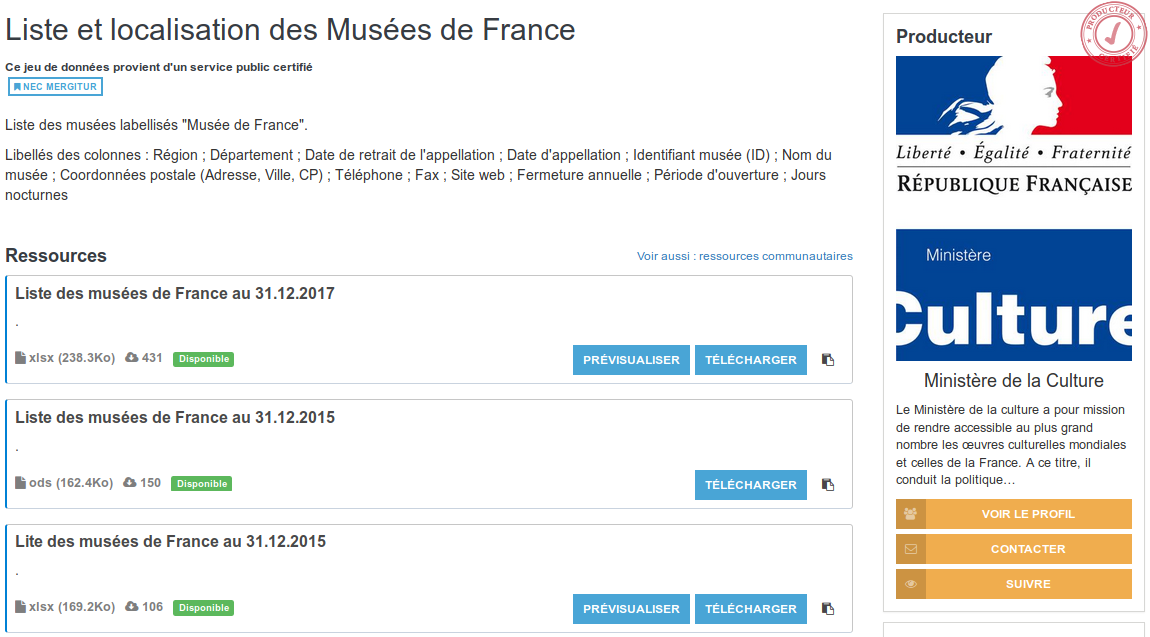 Liste et localisation des Musées de France
Ce jeu de données provient d'un service public certifié
NEC MERGITUR
Liste des musées labellisés "Musée de France".
Libellés des colonnes : Région ; Département ; Date de retrait de l'appellation ; Date d'appellation ; Identifiant musée (ID) ; Nom du
musée ; Coordonnées postale (Adresse, Ville, CP) ; Téléphone ; Fax ; Site web ; Fermeture annuelle ; Période d'ouverture ; Jours
nocturnes
Ressources
Voir aussi : ressources communautaires
Liste des musées de France au 31.12.2017
.
xlsx (238.3Ko) 431 Disponible
PRÉVISUALISER TÉLÉCHARGER
Liste des musées de France au 31.12.2015
.
ods (162.4Ko) 150 Disponible
TÉLÉCHARGER
Lite des musées de France au 31.12.2015
.
xlsx (169.2Ko) 106 Disponible
PRÉVISUALISER TÉLÉCHARGER
Producteur
PRODUCTEUR
CERTIFIÉ
Liberté • Égalité • Fraternité
RÉPUBLIQUE FRANÇAISE
Ministère
Culture
Ministère de la Culture
Le Ministère de la culture a pour mission
de rendre accessible au plus grand
nombre les œuvres culturelles mondiales
et celles de la France. A ce titre, il
conduit la politique…
VOIR LE PROFIL
CONTACTER
SUIVRE